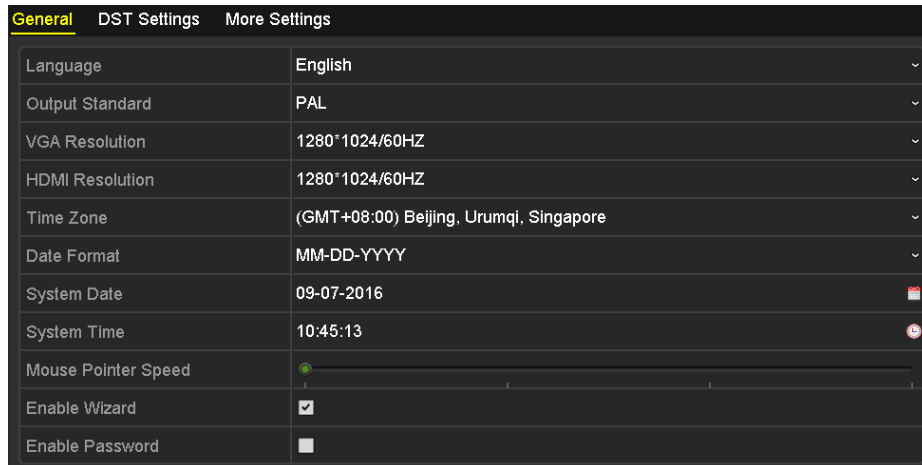 General DST Settings More Settings
Language English
Output Standard PAL
VGA Resolution 1280*1024/60HZ
HDMI Resolution 1280*1024/60HZ
Time Zone (GMT+08:00) Beijing, Urumqi, Singapore
Date Format MM-DD-YYYY
System Date 09-07-2016
System Time 10:45:13
Mouse Pointer Speed
Enable Wizard
Enable Password